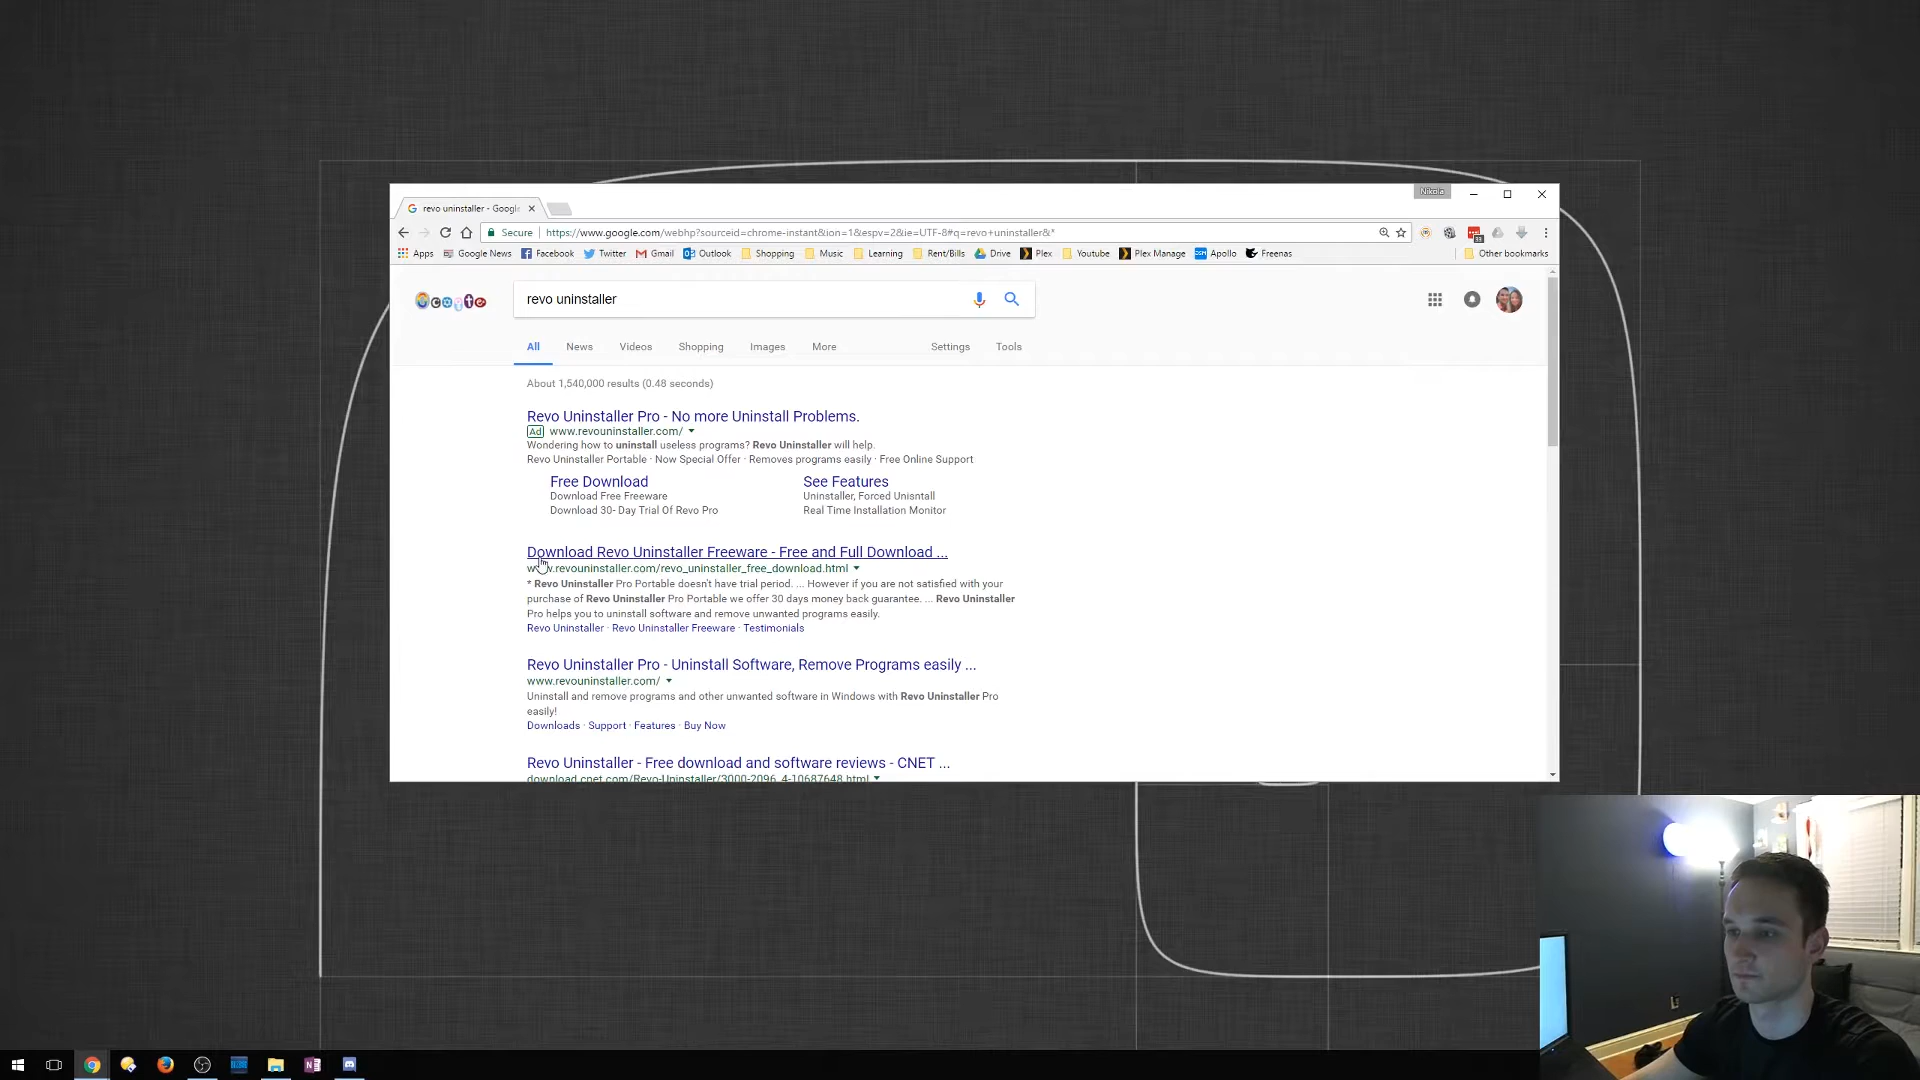 Nikola
revo uninstaller - Google
Secure https://www.google.com/webhp?sourceid=chrome-instant&ion=1&espv=2&ie=UTF-8#q=revo+uninstaller&*
Apps Google News Facebook Twitter Gmail Outlook Shopping Music Learning Rent/Bills Drive Plex Youtube Plex Manage Apollo Freenas Other bookmarks
revo uninstaller
All News Videos Shopping Images More Settings Tools
About 1,540,000 results (0.48 seconds)
Revo Uninstaller Pro - No more Uninstall Problems.
Ad www.revouninstaller.com/
Wondering how to uninstall useless programs? Revo Uninstaller will help.
Revo Uninstaller Portable · Now Special Offer · Removes programs easily · Free Online Support
Free Download See Features
Download Free Freeware Uninstaller, Forced Unisntall
Download 30- Day Trial Of Revo Pro Real Time Installation Monitor
Download Revo Uninstaller Freeware - Free and Full Download ...
www.revouninstaller.com/revo_uninstaller_free_download.html
* Revo Uninstaller Pro Portable doesn't have trial period. ... However if you are not satisfied with your
purchase of Revo Uninstaller Pro Portable we offer 30 days money back guarantee. ... Revo Uninstaller
Pro helps you to uninstall software and remove unwanted programs easily.
Revo Uninstaller · Revo Uninstaller Freeware · Testimonials
Revo Uninstaller Pro - Uninstall Software, Remove Programs easily ...
www.revouninstaller.com/
Uninstall and remove programs and other unwanted software in Windows with Revo Uninstaller Pro
easily!
Downloads · Support · Features · Buy Now
Revo Uninstaller - Free download and software reviews - CNET ...
download.cnet.com/Revo-Uninstaller/3000-2096_4-10687648.html